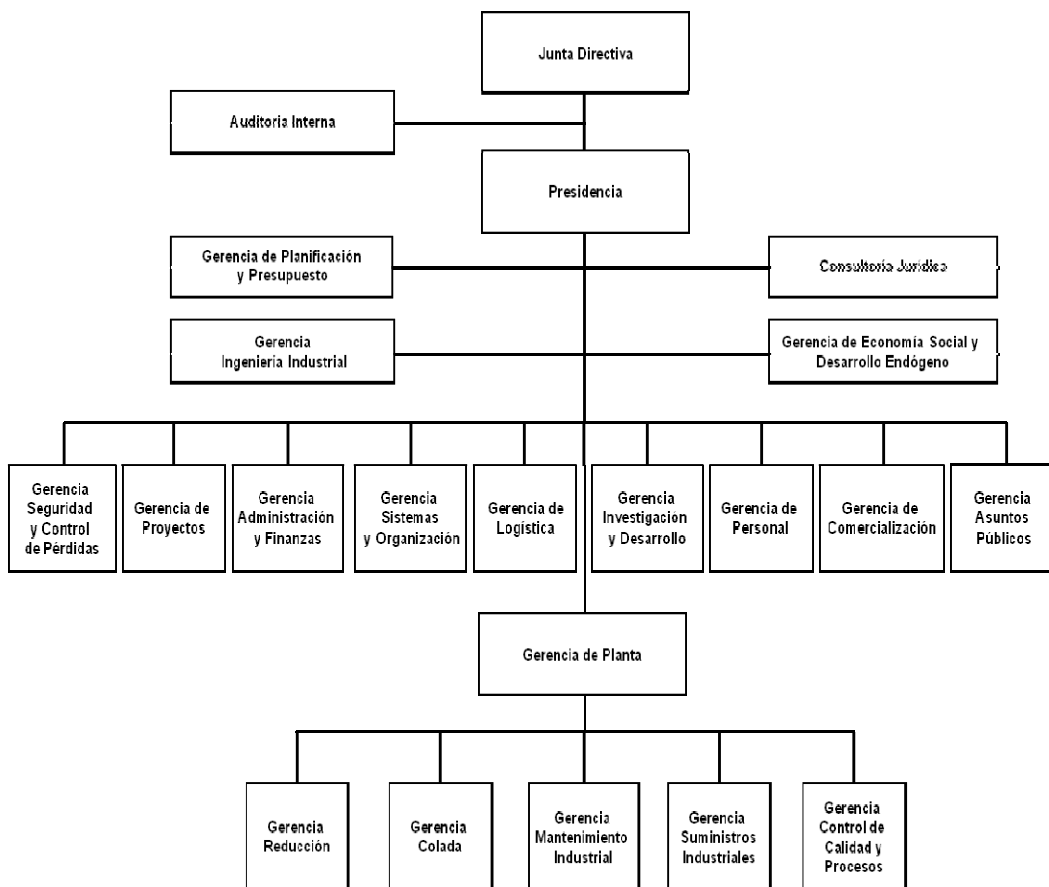 Junta Directiva
Auditoria Interna
Presidencia
Gerencia de Planificación
y Presupuesto
Consultoría Jurídica
Gerencia
Ingeniería Industrial
Gerencia de Economía Social y
Desarrollo Endógeno
Gerencia
Seguridad
y Control
de Pérdidas
Gerencia de
Proyectos
Gerencia
Administración
y Finanzas
Gerencia
Sistemas
y Organización
Gerencia de
Logística
Gerencia
Investigación
y Desarrollo
Gerencia de
Personal
Gerencia de
Comercialización
Gerencia
Asuntos
Públicos
Gerencia de Planta
Gerencia
Reducción
Gerencia
Colada
Gerencia
Mantenimiento
Industrial
Gerencia
Suministros
Industriales
Gerencia
Control de
Calidad y
Procesos